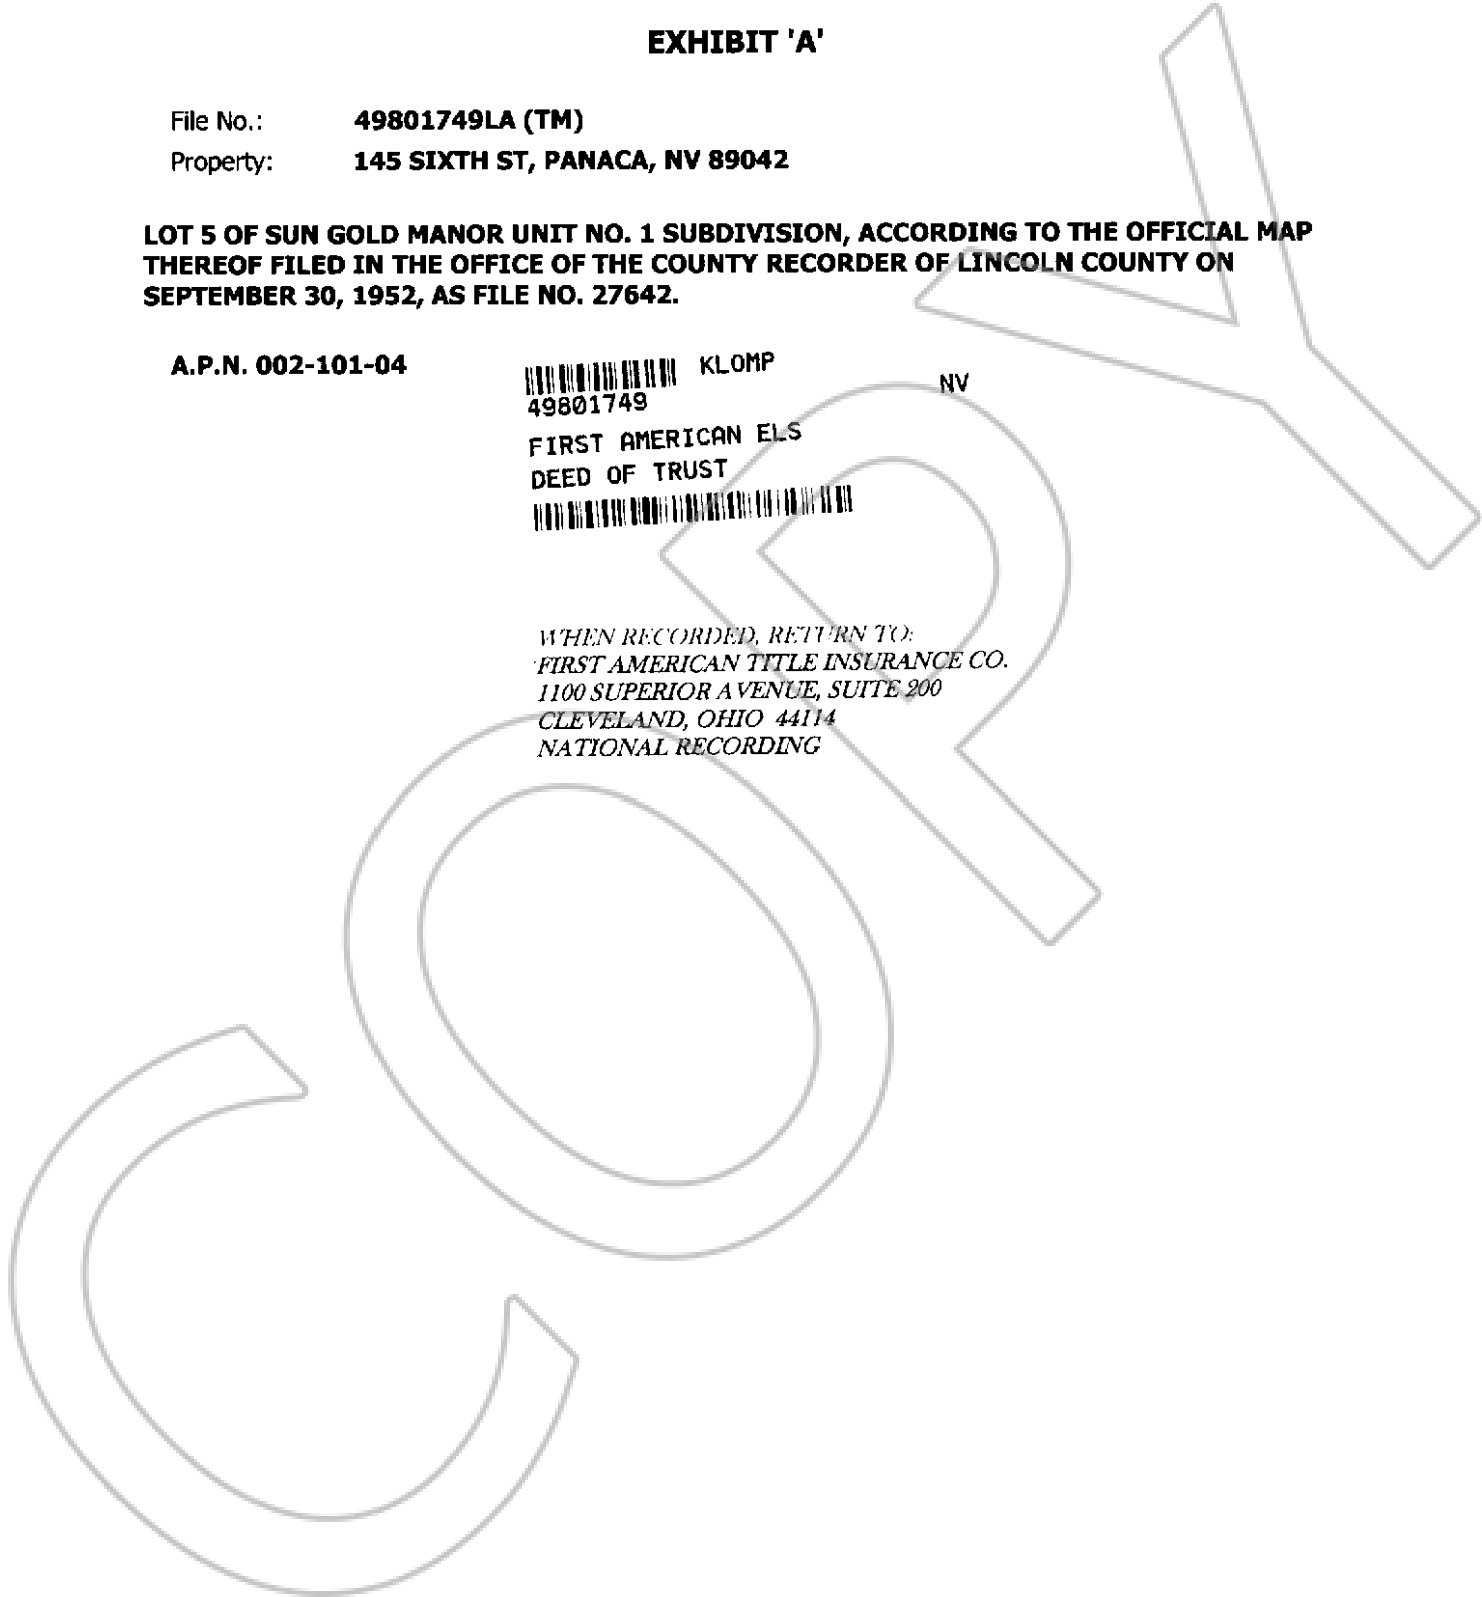 EXHIBIT 'A'
File No.: 49801749LA (TM)
Property: 145 SIXTH ST, PANACA, NV 89042
LOT 5 OF SUN GOLD MANOR UNIT NO. 1 SUBDIVISION, ACCORDING TO THE OFFICIAL MAP
THEREOF FILED IN THE OFFICE OF THE COUNTY RECORDER OF LINCOLN COUNTY ON
SEPTEMBER 30, 1952, AS FILE NO. 27642.
A.P.N. 002-101-04
KLOMP
NV
49801749
FIRST AMERICAN ELS
DEED OF TRUST
WHEN RECORDED, RETURN TO:
FIRST AMERICAN TITLE INSURANCE CO.
1100 SUPERIOR AVENUE, SUITE 200
CLEVELAND, OHIO 44114
NATIONAL RECORDING
COPY